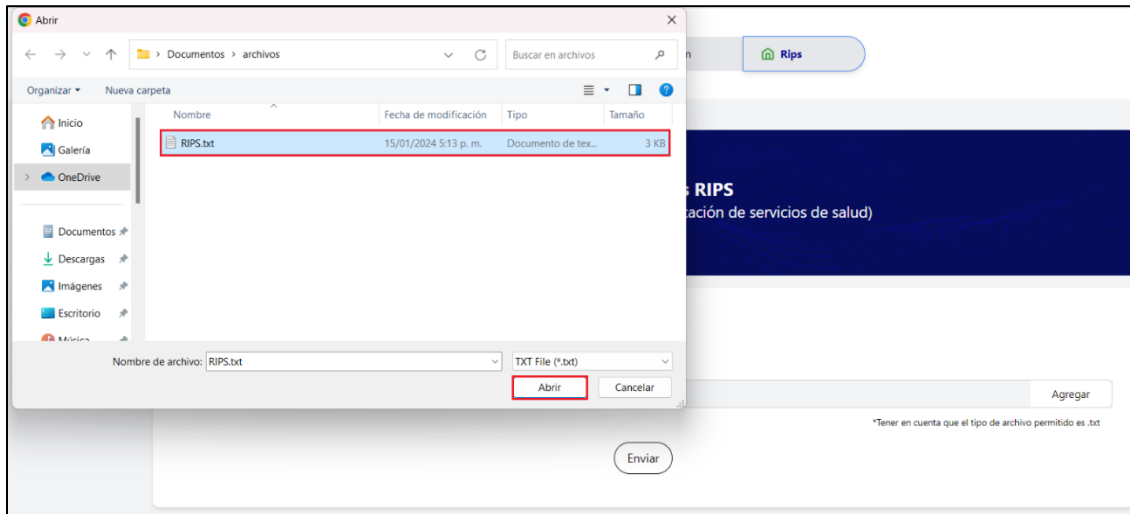 Abrir
Documentos > archivos
Buscar en archivos
Rips
Organizar
Nueva carpeta
Nombre
Fecha de modificación
Tipo
Tamaño
Inicio
RIPS.txt
15/01/2024 5:13 p. m.
Documento de tex...
3 KB
Galería
OneDrive
RIPS
tación de servicios de salud)
Documentos
Descargas
Imágenes
Escritorio
Música
Nombre de archivo: RIPS.txt
TXT File (*.txt)
Abrir
Cancelar
Agregar
*Tener en cuenta que el tipo de archivo permitido es .txt
Enviar